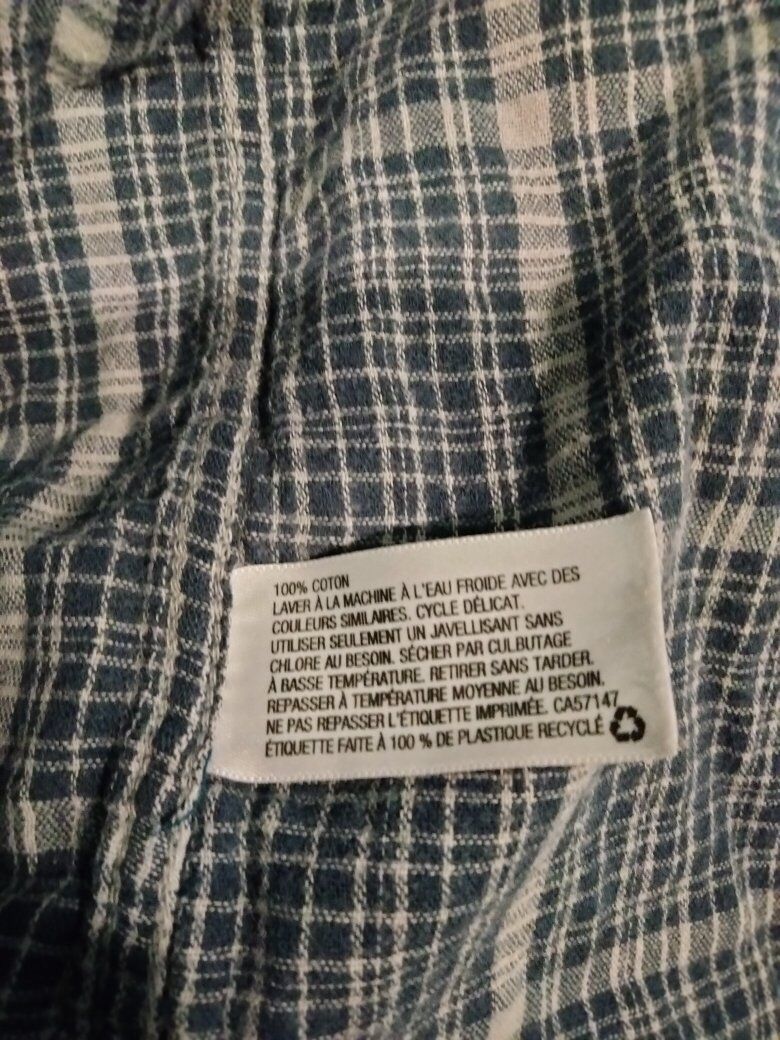 100% COTON
LAVER À LA MACHINE À L'EAU FROIDE AVEC DES
COULEURS SIMILAIRES. CYCLE DÉLICAT.
UTILISER SEULEMENT UN JAVELLISANT SANS
CHLORE AU BESOIN. SÉCHER PAR CULBUTAGE
À BASSE TEMPÉRATURE. RETIRER SANS TARDER.
REPASSER À TEMPÉRATURE MOYENNE AU BESOIN.
NE PAS REPASSER L'ÉTIQUETTE IMPRIMÉE. CA57147
ÉTIQUETTE FAITE À 100 % DE PLASTIQUE RECYCLÉ